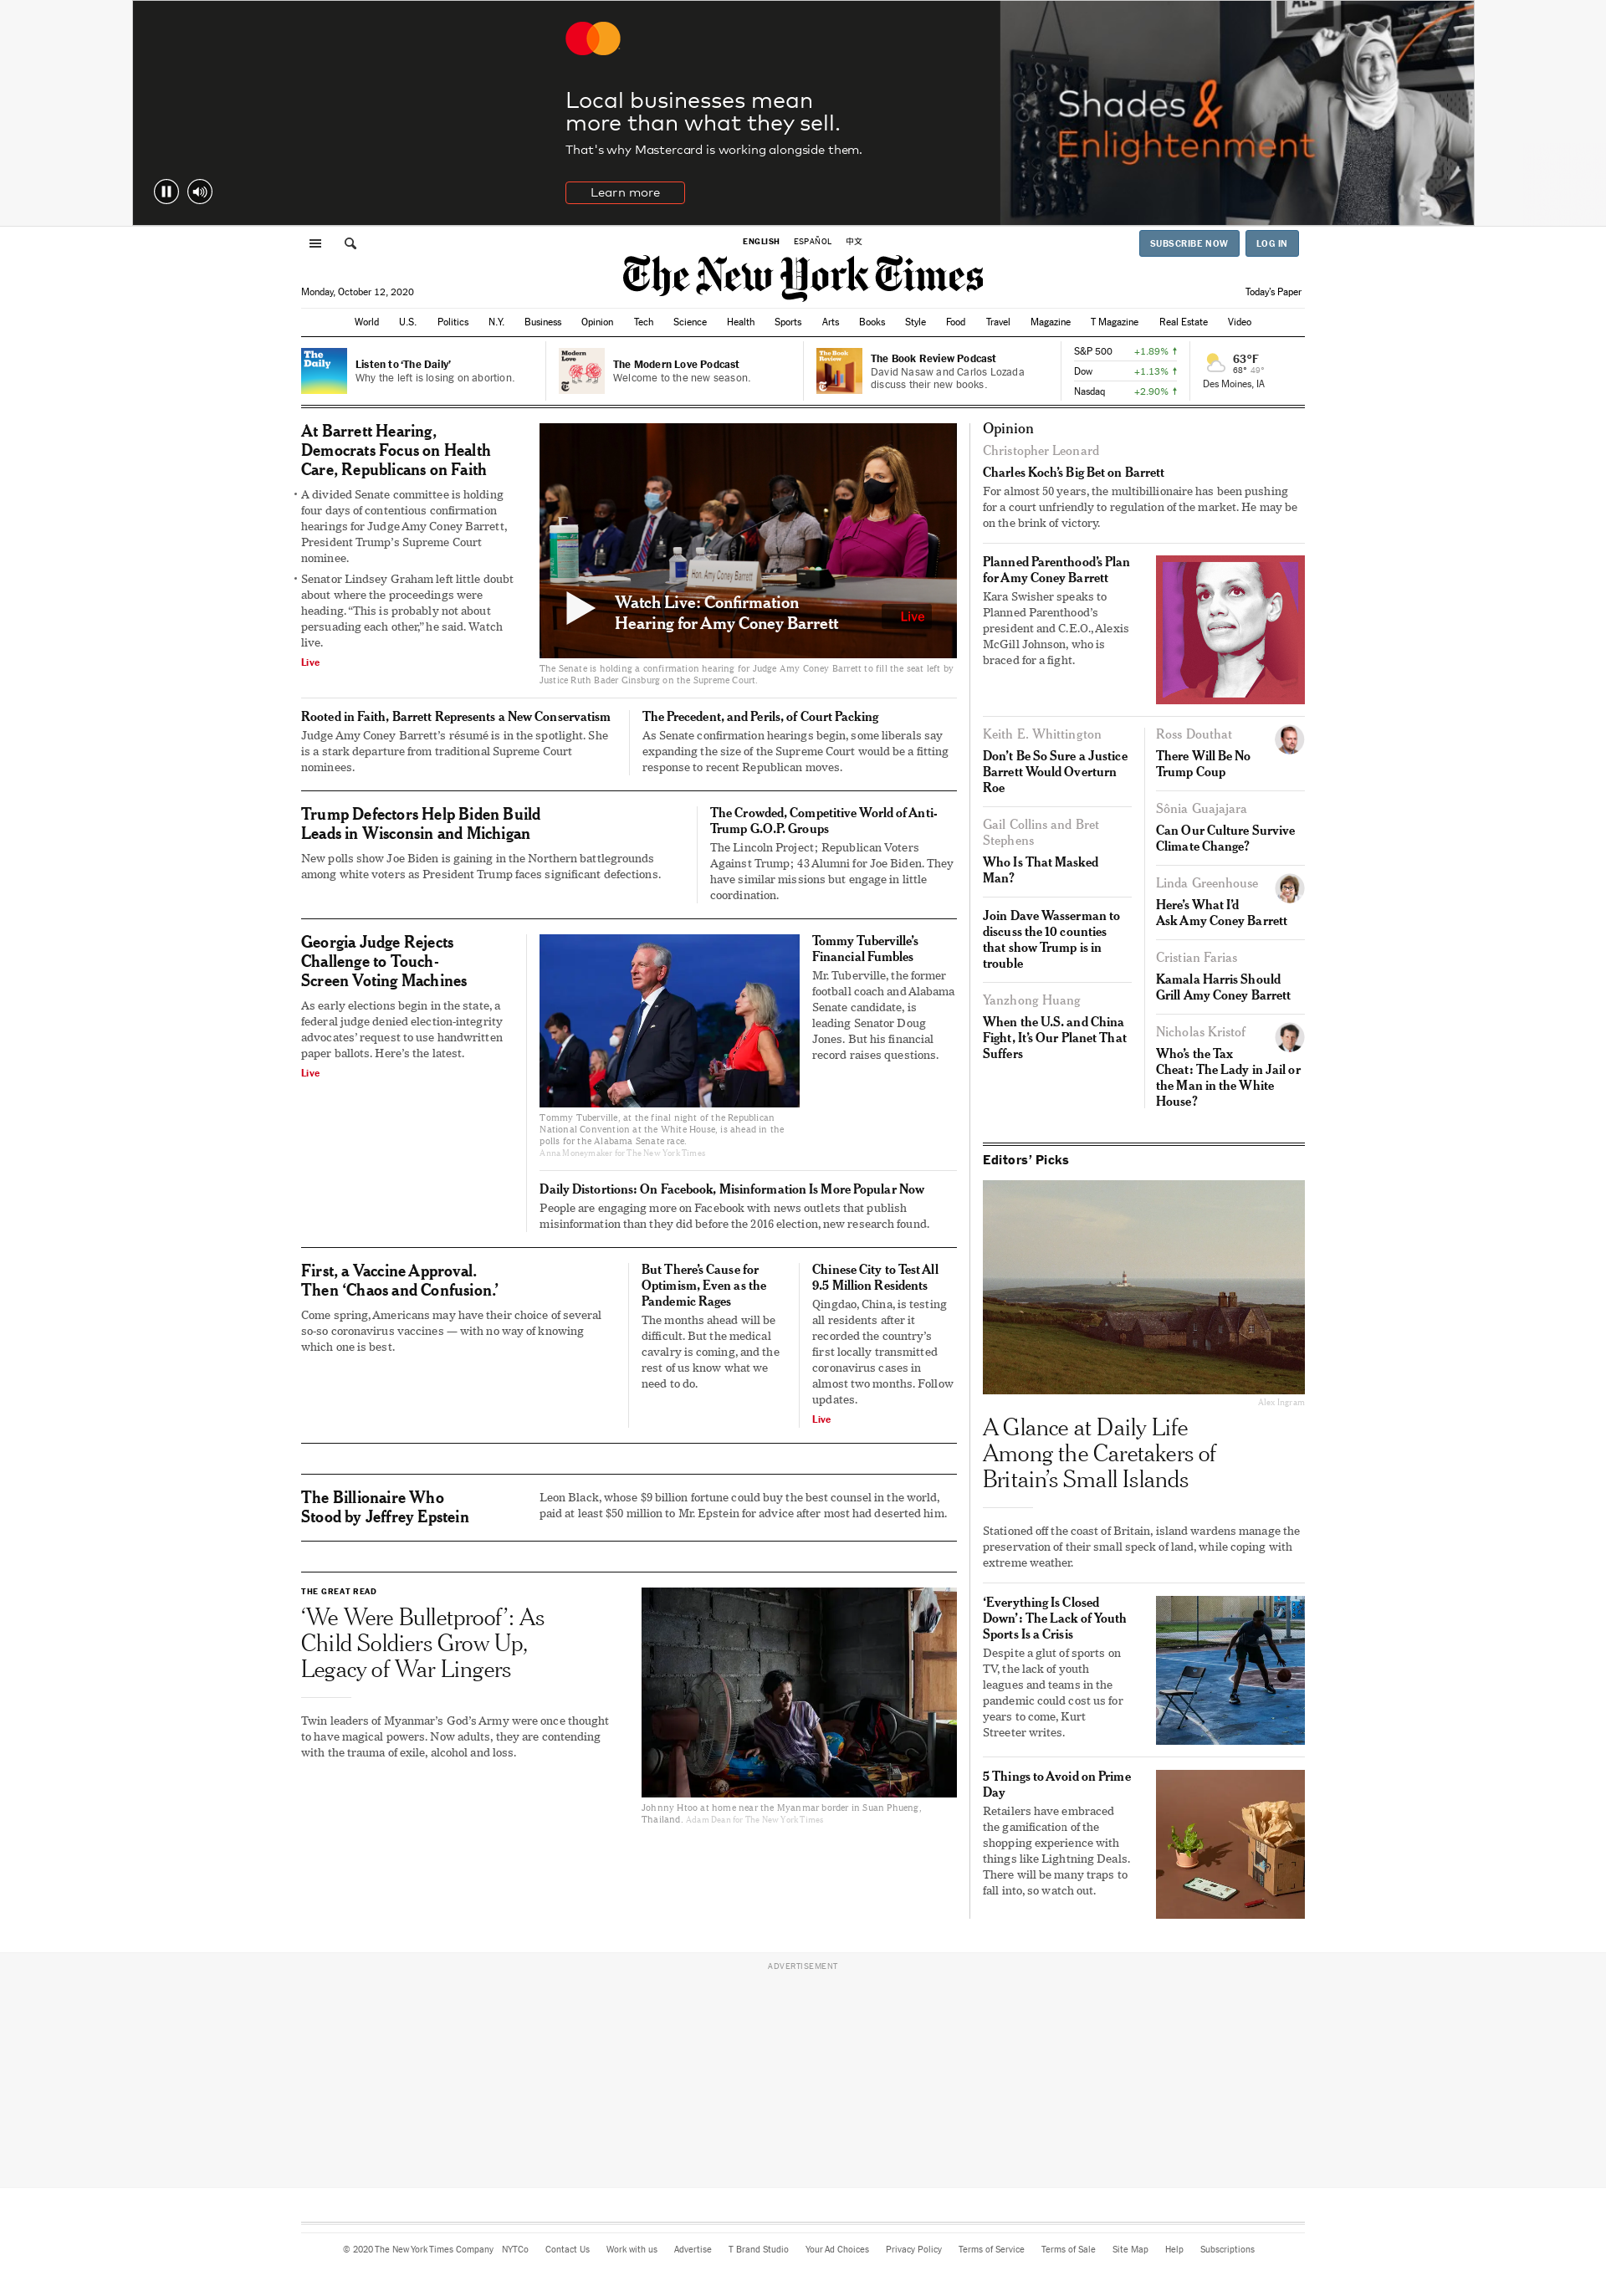 Local businesses mean
more than what they sell.
That's why Mastercard is working alongside them.
Learn more
ALL
Shades &
Enlightenment
ENGLISH
ESPAÑOL
中文
SUBSCRIBE NOW
LOG IN
The New York Times
Monday, October 12, 2020
Today's Paper
World U.S. Politics N.Y. Business Opinion Tech Science Health Sports Arts Books Style Food Travel Magazine T Magazine Real Estate Video
The
Daily
Listen to ‘The Daily’
Why the left is losing on abortion.
Modern
Love
The Modern Love Podcast
Welcome to the new season.
The Book
Review
The Book Review Podcast
David Nasaw and Carlos Lozada
discuss their new books.
S&P 500 +1.89% ↑
Dow +1.13% ↑
Nasdaq +2.90% ↑
63°F
68° 49°
Des Moines, IA
At Barrett Hearing,
Democrats Focus on Health
Care, Republicans on Faith
• A divided Senate committee is holding
four days of contentious confirmation
hearings for Judge Amy Coney Barrett,
President Trump’s Supreme Court
nominee.
• Senator Lindsey Graham left little doubt
about where the proceedings were
heading. “This is probably not about
persuading each other,” he said. Watch
live.
Live
Hon. Amy Coney Barrett
Watch Live: Confirmation
Hearing for Amy Coney Barrett
Live
The Senate is holding a confirmation hearing for Judge Amy Coney Barrett to fill the seat left by
Justice Ruth Bader Ginsburg on the Supreme Court.
Rooted in Faith, Barrett Represents a New Conservatism
Judge Amy Coney Barrett’s résumé is in the spotlight. She
is a stark departure from traditional Supreme Court
nominees.
The Precedent, and Perils, of Court Packing
As Senate confirmation hearings begin, some liberals say
expanding the size of the Supreme Court would be a fitting
response to recent Republican moves.
Trump Defectors Help Biden Build
Leads in Wisconsin and Michigan
New polls show Joe Biden is gaining in the Northern battlegrounds
among white voters as President Trump faces significant defections.
The Crowded, Competitive World of Anti-
Trump G.O.P. Groups
The Lincoln Project; Republican Voters
Against Trump; 43 Alumni for Joe Biden. They
have similar missions but engage in little
coordination.
Georgia Judge Rejects
Challenge to Touch-
Screen Voting Machines
As early elections begin in the state, a
federal judge denied election-integrity
advocates’ request to use handwritten
paper ballots. Here’s the latest.
Live
Tommy Tuberville, at the final night of the Republican
National Convention at the White House, is ahead in the
polls for the Alabama Senate race.
Anna Moneymaker for The New York Times
Tommy Tuberville’s
Financial Fumbles
Mr. Tuberville, the former
football coach and Alabama
Senate candidate, is
leading Senator Doug
Jones. But his financial
record raises questions.
Daily Distortions: On Facebook, Misinformation Is More Popular Now
People are engaging more on Facebook with news outlets that publish
misinformation than they did before the 2016 election, new research found.
First, a Vaccine Approval.
Then ‘Chaos and Confusion.’
Come spring, Americans may have their choice of several
so-so coronavirus vaccines — with no way of knowing
which one is best.
But There’s Cause for
Optimism, Even as the
Pandemic Rages
The months ahead will be
difficult. But the medical
cavalry is coming, and the
rest of us know what we
need to do.
Chinese City to Test All
9.5 Million Residents
Qingdao, China, is testing
all residents after it
recorded the country’s
first locally transmitted
coronavirus cases in
almost two months. Follow
updates.
Live
The Billionaire Who
Stood by Jeffrey Epstein
Leon Black, whose $9 billion fortune could buy the best counsel in the world,
paid at least $50 million to Mr. Epstein for advice after most had deserted him.
THE GREAT READ
‘We Were Bulletproof’: As
Child Soldiers Grow Up,
Legacy of War Lingers
Twin leaders of Myanmar’s God’s Army were once thought
to have magical powers. Now adults, they are contending
with the trauma of exile, alcohol and loss.
Johnny Htoo at home near the Myanmar border in Suan Phueng,
Thailand. Adam Dean for The New York Times
Opinion
Christopher Leonard
Charles Koch’s Big Bet on Barrett
For almost 50 years, the multibillionaire has been pushing
for a court unfriendly to regulation of the market. He may be
on the brink of victory.
Planned Parenthood’s Plan
for Amy Coney Barrett
Kara Swisher speaks to
Planned Parenthood’s
president and C.E.O., Alexis
McGill Johnson, who is
braced for a fight.
Keith E. Whittington
Don’t Be So Sure a Justice
Barrett Would Overturn
Roe
Gail Collins and Bret
Stephens
Who Is That Masked
Man?
Join Dave Wasserman to
discuss the 10 counties
that show Trump is in
trouble
Yanzhong Huang
When the U.S. and China
Fight, It’s Our Planet That
Suffers
Ross Douthat
There Will Be No
Trump Coup
Sônia Guajajara
Can Our Culture Survive
Climate Change?
Linda Greenhouse
Here’s What I’d
Ask Amy Coney Barrett
Cristian Farias
Kamala Harris Should
Grill Amy Coney Barrett
Nicholas Kristof
Who’s the Tax
Cheat: The Lady in Jail or
the Man in the White
House?
Editors’ Picks
Alex Ingram
A Glance at Daily Life
Among the Caretakers of
Britain’s Small Islands
Stationed off the coast of Britain, island wardens manage the
preservation of their small speck of land, while coping with
extreme weather.
‘Everything Is Closed
Down’: The Lack of Youth
Sports Is a Crisis
Despite a glut of sports on
TV, the lack of youth
leagues and teams in the
pandemic could cost us for
years to come, Kurt
Streeter writes.
5 Things to Avoid on Prime
Day
Retailers have embraced
the gamification of the
shopping experience with
things like Lightning Deals.
There will be many traps to
fall into, so watch out.
ADVERTISEMENT
© 2020 The New York Times Company NYTCo Contact Us Work with us Advertise T Brand Studio Your Ad Choices Privacy Policy Terms of Service Terms of Sale Site Map Help Subscriptions